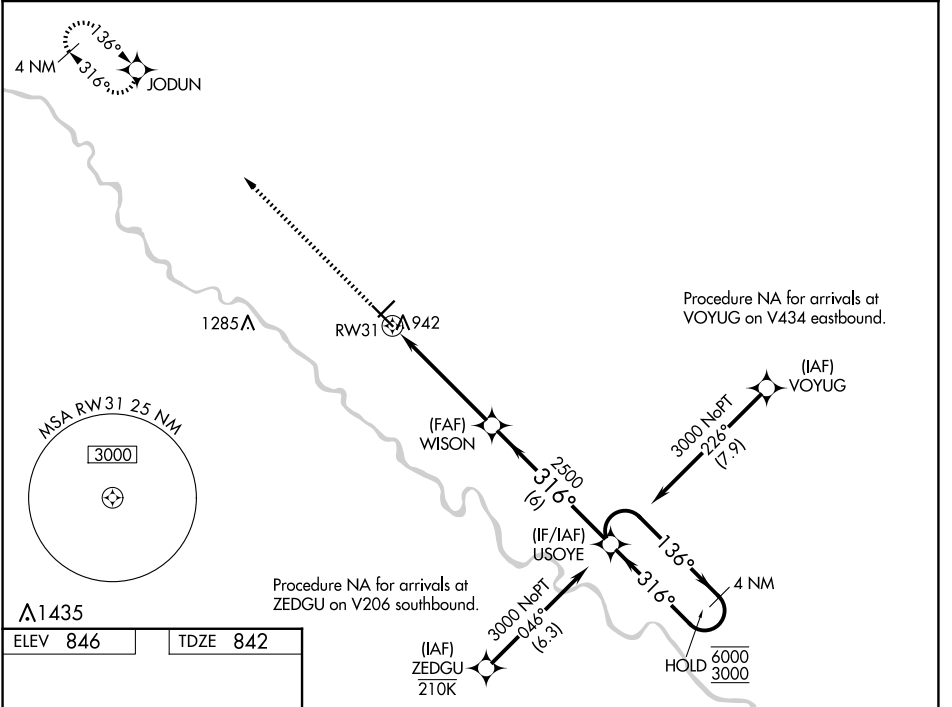 136°
4 NM
316°
JODUN
1285
RW31
942
Procedure NA for arrivals at
VOYUG on V434 eastbound.
(IAF)
VOYUG
3000 NoPT
226°
(7.9)
MSA RW31 25 NM
3000
(FAF)
WISON
2500
316°
(6)
(IF/IAF)
USOYE
136°
316°
4 NM
Procedure NA for arrivals at
ZEDGU on V206 southbound.
3000 NoPT
046°
(6.3)
(IAF)
ZEDGU
210K
HOLD
6000
3000
1435
ELEV 846
TDZE 842